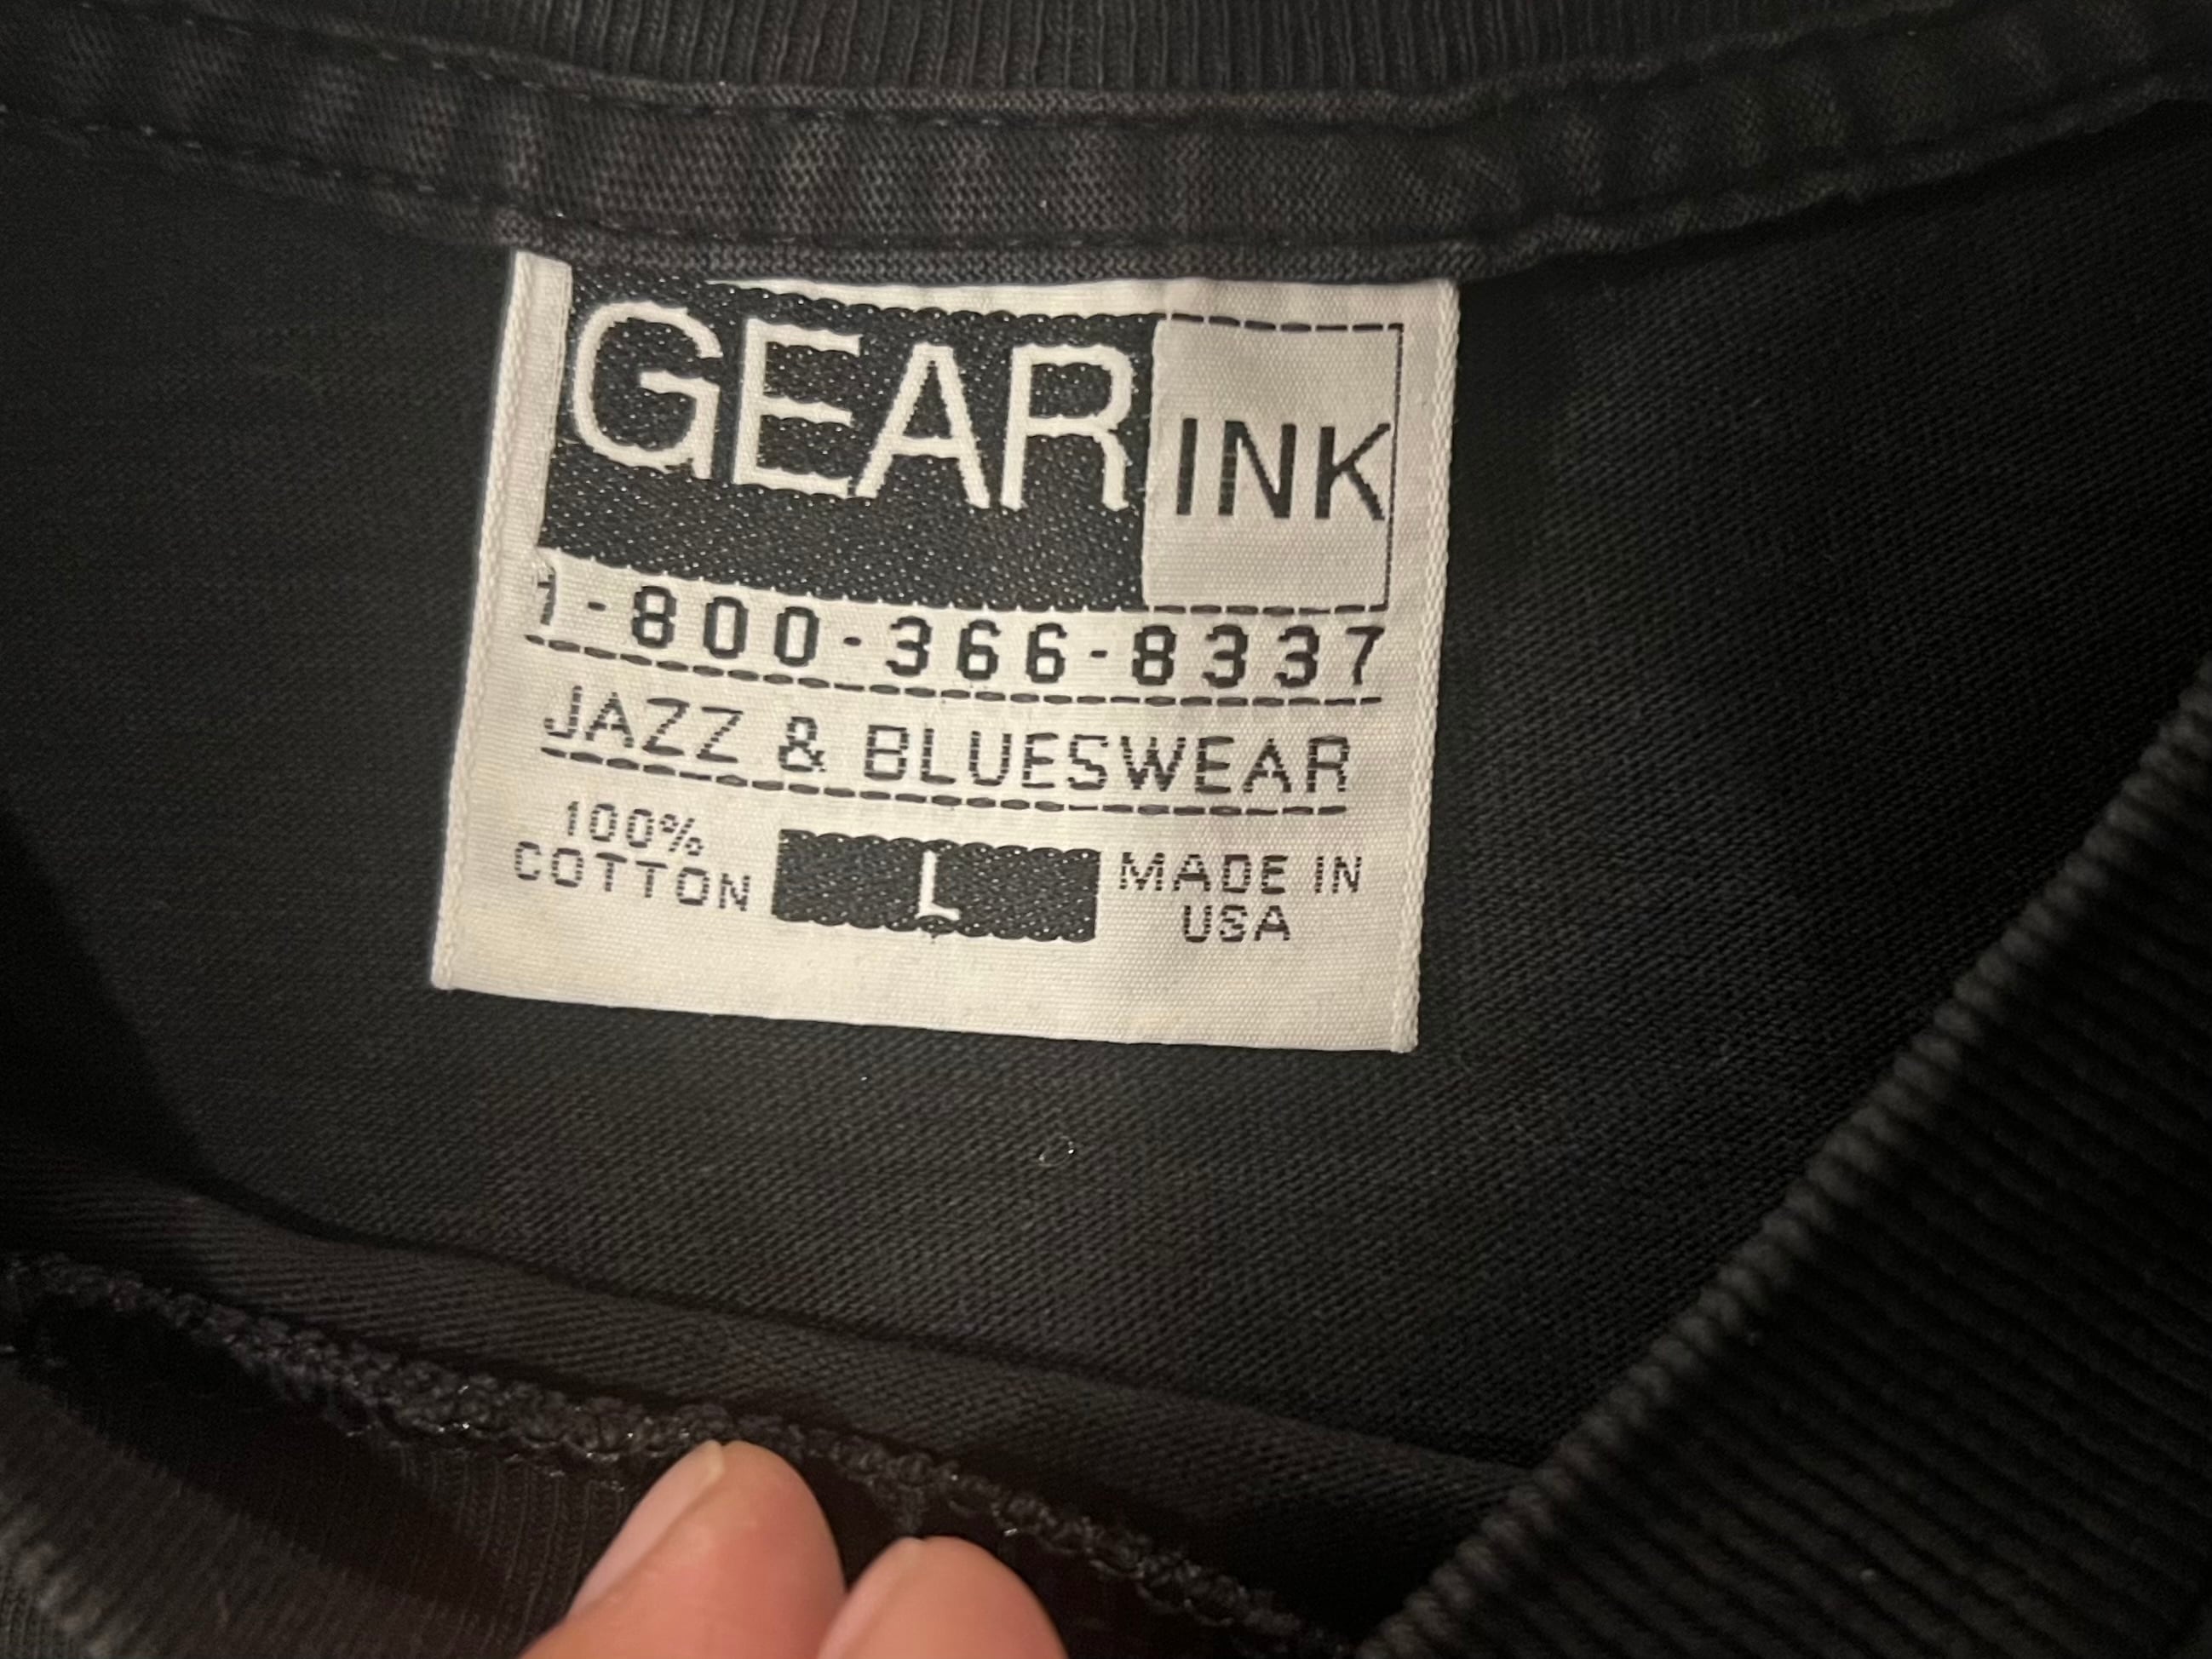 GEAR INK
1-800-366-8337
JAZZ & BLUESWEAR
100%
COTTON
L
MADE IN
USA